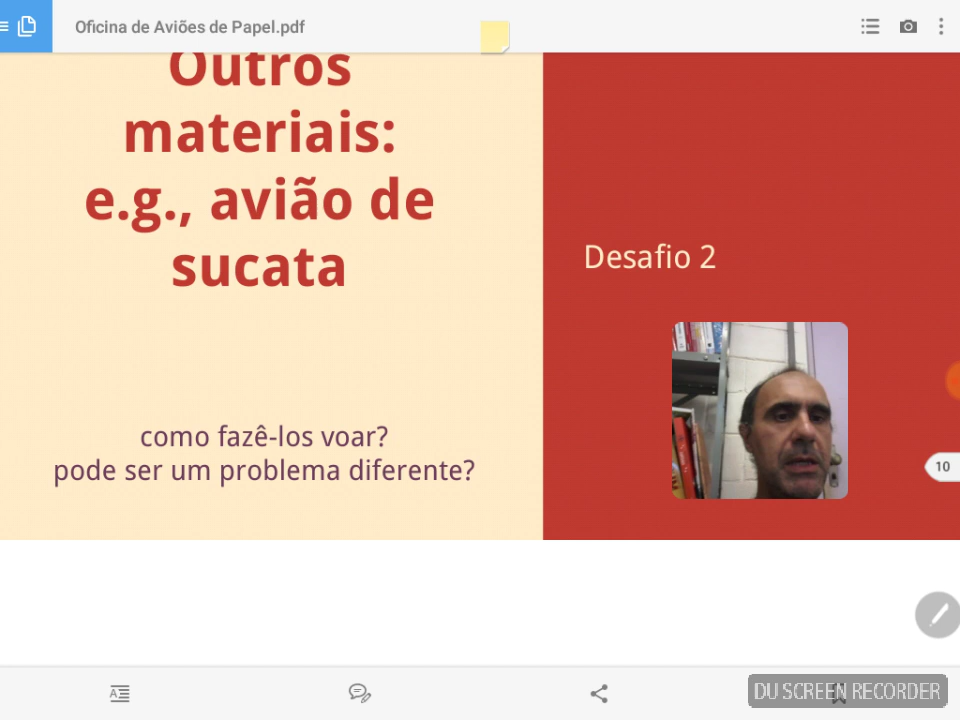 Oficina de Aviões de Papel.pdf
Outros
materiais:
e.g., avião de
sucata
como fazê-los voar?
pode ser um problema diferente?
Desafio 2
10
DU SCREEN RECORDER